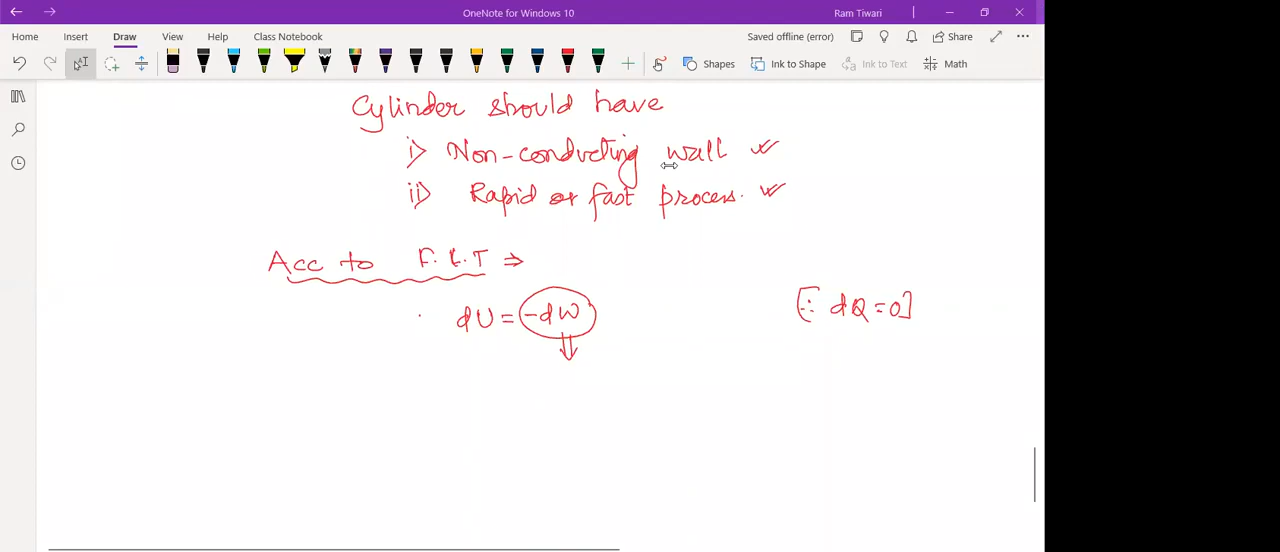 OneNote for Windows 10
Ram Tiwari
Home Insert Draw View Help Class Notebook
Saved offline (error) Share
Shapes Ink to Shape Ink to Text Math
Cylinder should have
i) Non-conducting wall ✓
ii) Rapid or fast process. ✓
Acc to F.L.T ⇒
dU = -dW [∵ dQ = 0]
⇓